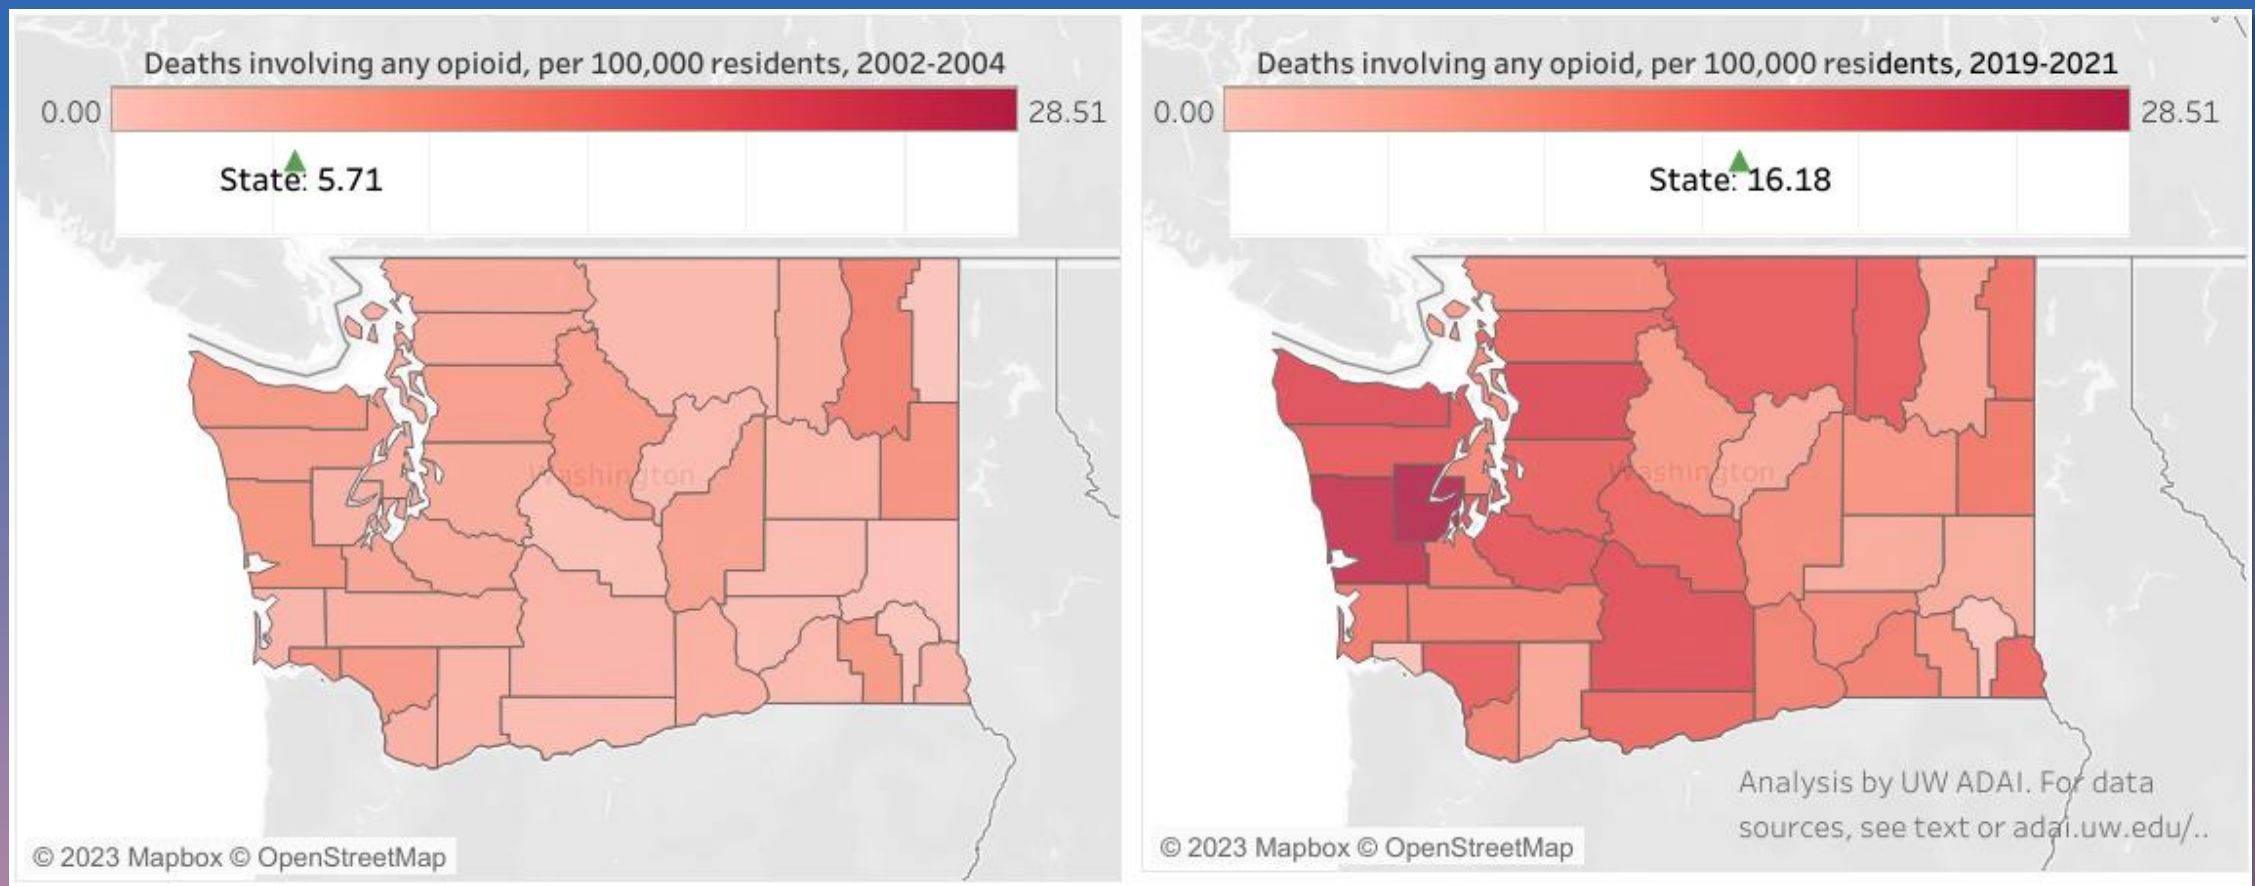 Deaths involving any opioid, per 100,000 residents, 2002-2004
0.00
28.51
State: 5.71
Washington
© 2023 Mapbox © OpenStreetMap
Deaths involving any opioid, per 100,000 residents, 2019-2021
0.00
28.51
State: 16.18
Washington
Analysis by UW ADAI. For data
sources, see text or adai.uw.edu/..
© 2023 Mapbox © OpenStreetMap